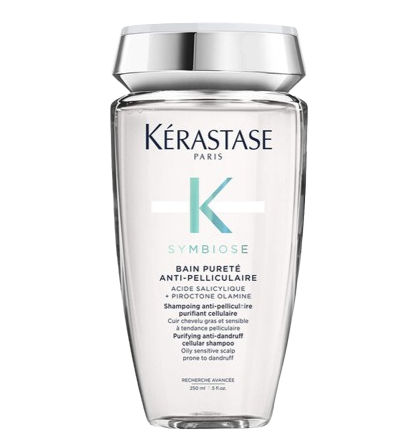 KÉRASTASE
PARIS
K
SYMBIOSE
BAIN PURETÉ
ANTI-PELLICULAIRE
ACIDE SALICYLIQUE
+ PIROCTONE OLAMINE
Shampoing anti-pelliculaire
purifiant cellulaire
Cuir chevelu gras et sensible
à tendance pelliculaire
Purifying anti-dandruff
cellular shampoo
Oily sensitive scalp
prone to dandruff
RECHERCHE AVANCÉE
250 ml
fl.oz.